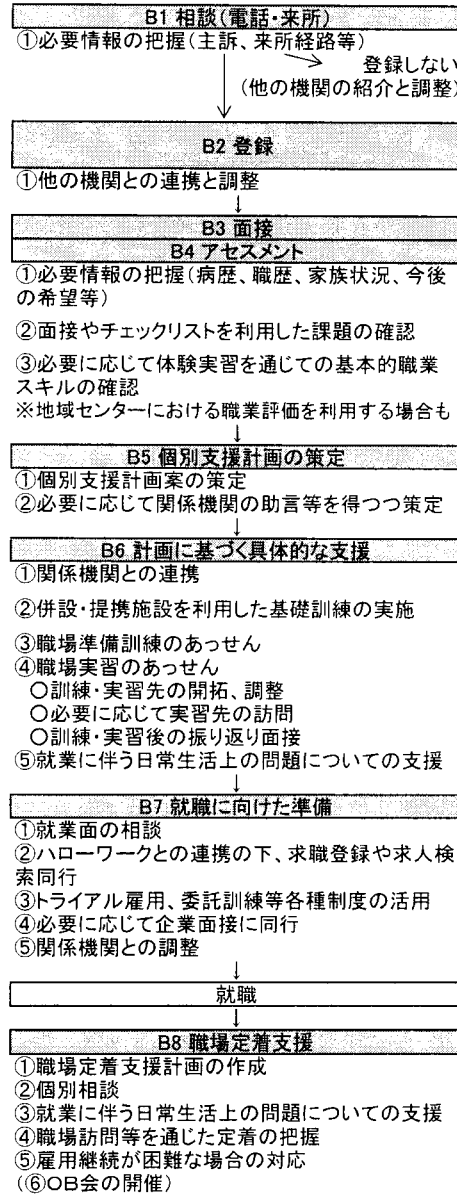 B1 相談(電話・来所)
①必要情報の把握(主訴、来所経路等)
登録しない
(他の機関の紹介と調整)
B2 登録
①他の機関との連携と調整
B3 面接
B4 アセスメント
①必要情報の把握(病歴、職歴、家族状況、今後
の希望等)
②面接やチェックリストを利用した課題の確認
③必要に応じて体験実習を通じての基本的職業
スキルの確認
※地域センターにおける職業評価を利用する場合も
B5 個別支援計画の策定
①個別支援計画案の策定
②必要に応じて関係機関の助言等を得つつ策定
B6 計画に基づく具体的な支援
①関係機関との連携
②併設・提携施設を利用した基礎訓練の実施
③職場準備訓練のあっせん
④職場実習のあっせん
○訓練・実習先の開拓、調整
○必要に応じて実習先の訪問
○訓練・実習後の振り返り面接
⑤就業に伴う日常生活上の問題についての支援
B7 就職に向けた準備
①就業面の相談
②ハローワークとの連携の下、求職登録や求人検
索同行
③トライアル雇用、委託訓練等各種制度の活用
④必要に応じて企業面接に同行
⑤関係機関との調整
就職
B8 職場定着支援
①職場定着支援計画の作成
②個別相談
③就業に伴う日常生活上の問題についての支援
④職場訪問等を通じた定着の把握
⑤雇用継続が困難な場合の対応
(⑥OB会の開催)